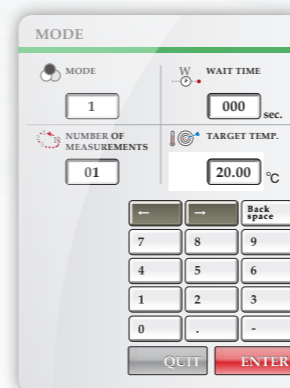 MODE
MODE
W WAIT TIME
1
000 sec.
NUMBER OF
MEASUREMENTS
TARGET TEMP.
01
20.00 °C
← → Back
space
7 8 9
4 5 6
1 2 3
0 . -
QUIT ENTER